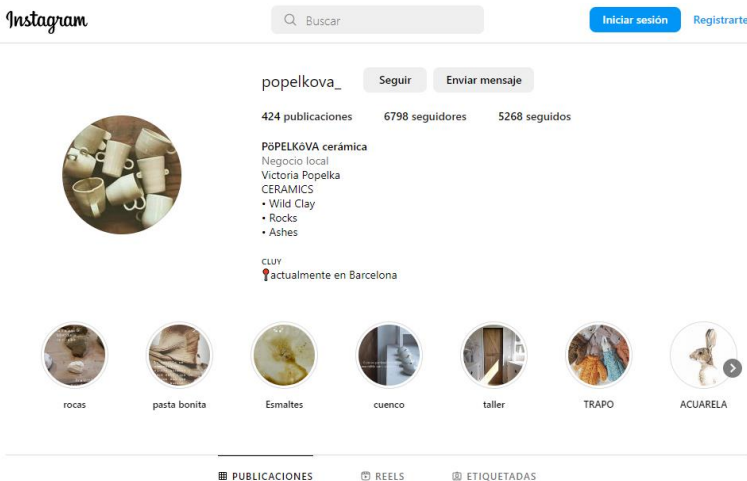 Instagram
Buscar
Iniciar sesión
Registrarte
popelkova_ Seguir Enviar mensaje
424 publicaciones 6798 seguidores 5268 seguidos
PöPELKöVA cerámica
Negocio local
Victoria Popelka
CERAMICS
• Wild Clay
• Rocks
• Ashes
CLUY
📍actualmente en Barcelona
rocas pasta bonita Esmaltes cuenco taller TRAPO ACUARELA
PUBLICACIONES REELS ETIQUETADAS